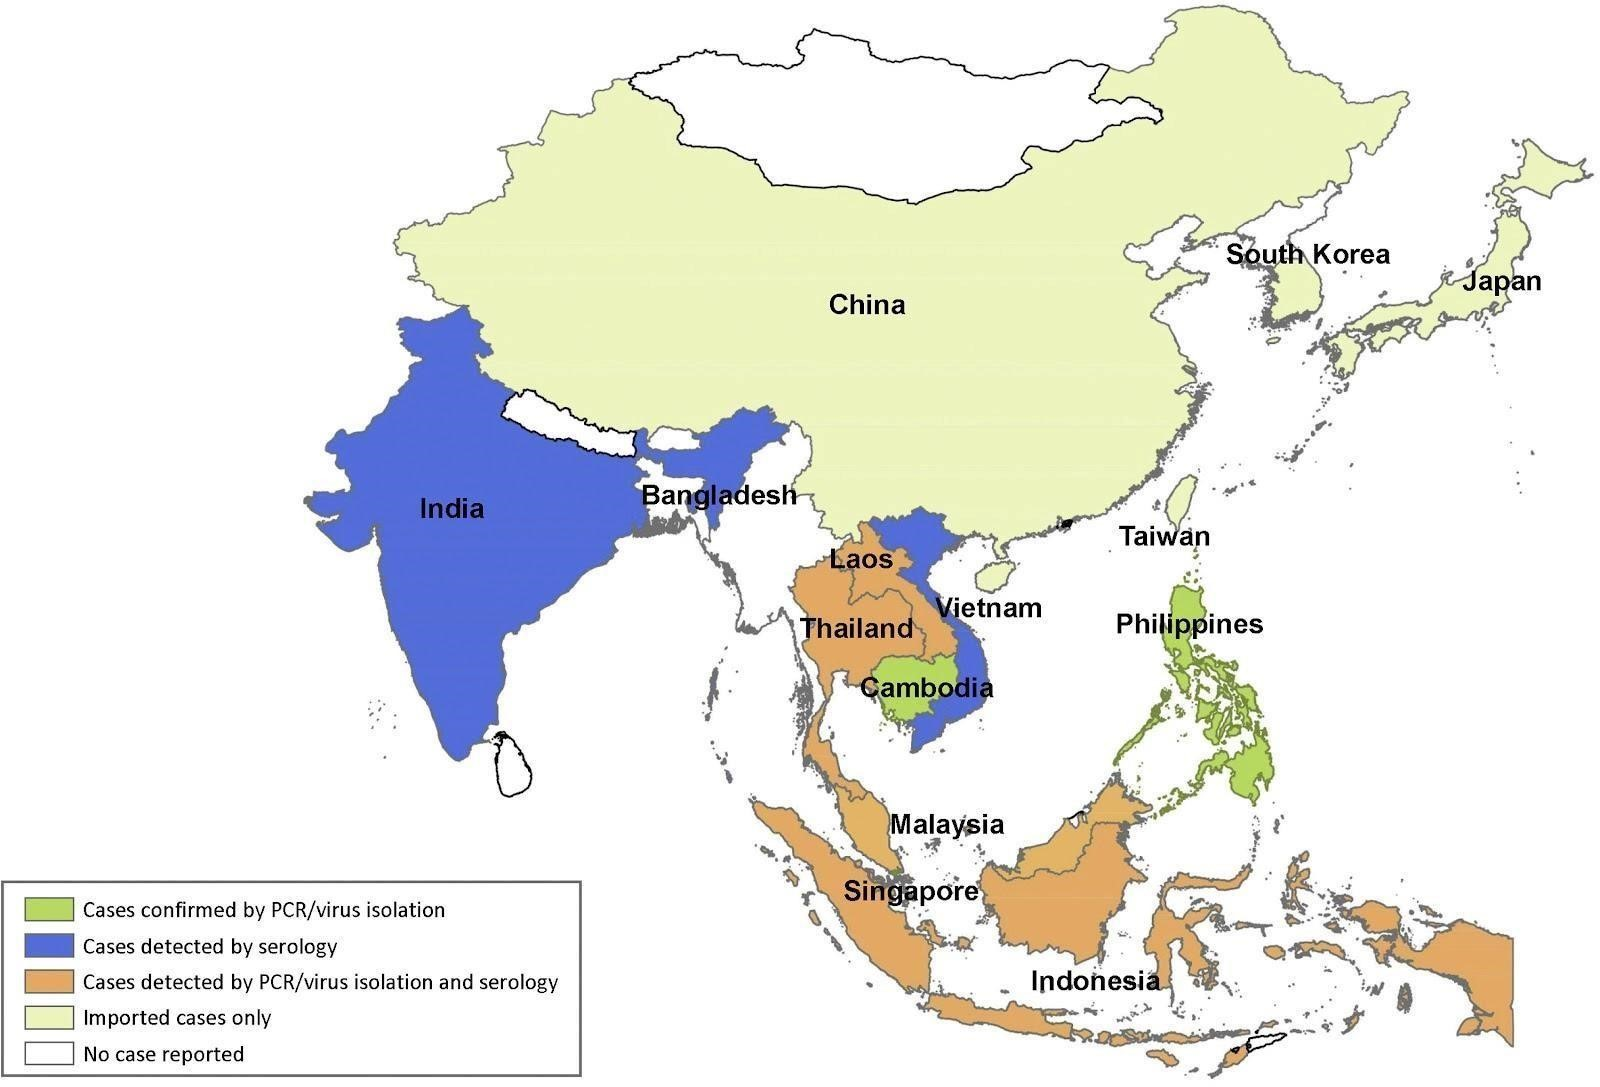 South Korea
Japan
China
India
Bangladesh
Taiwan
Laos
Vietnam
Philippines
Thailand
Cambodia
Malaysia
Singapore
Indonesia
Cases confirmed by PCR/virus isolation
Cases detected by serology
Cases detected by PCR/virus isolation and serology
Imported cases only
No case reported